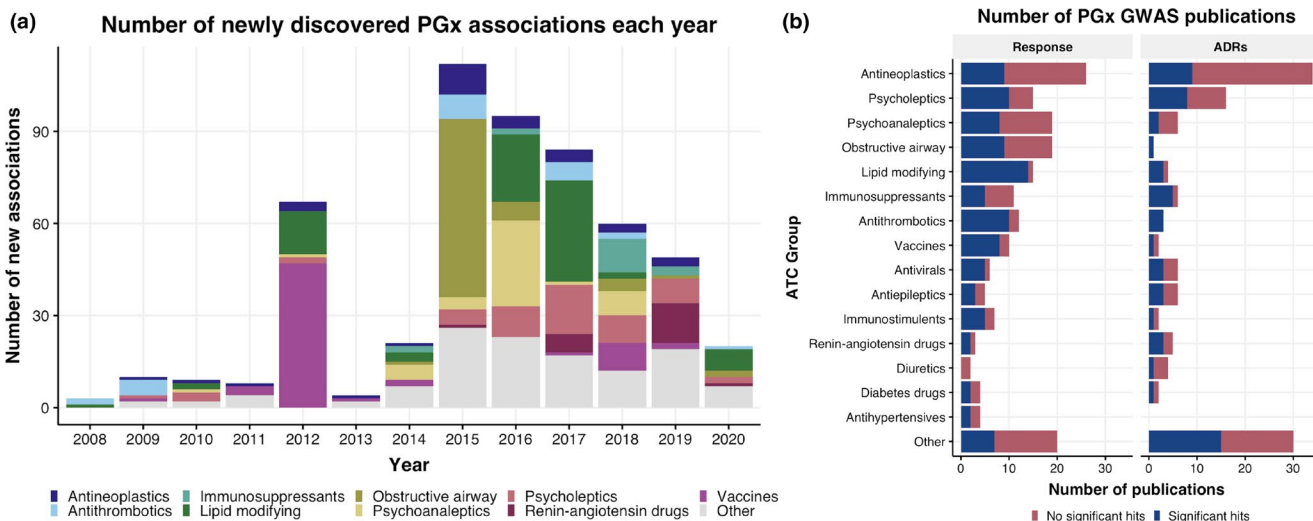 (a)
Number of newly discovered PGx associations each year
Number of new associations
90
60
30
0
2008 2009 2010 2011 2012 2013 2014 2015 2016 2017 2018 2019 2020
Year
Antineoplastics Immunosuppressants Obstructive airway Psycholeptics Vaccines
Antithrombotics Lipid modifying Psychoanaleptics Renin-angiotensin drugs Other
(b)
Number of PGx GWAS publications
Response ADRs
ATC Group
Antineoplastics
Psycholeptics
Psychoanaleptics
Obstructive airway
Lipid modifying
Immunosuppressants
Antithrombotics
Vaccines
Antivirals
Antiepileptics
Immunostimulents
Renin-angiotensin drugs
Diuretics
Diabetes drugs
Antihypertensives
Other
0 10 20 30 0 10 20 30
Number of publications
No significant hits Significant hits